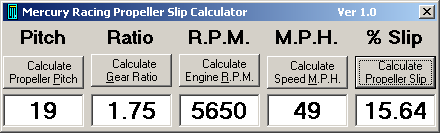 Mercury Racing Propeller Slip Calculator Ver 1.0
Pitch Ratio R.P.M. M.P.H. % Slip
Calculate Calculate Calculate Calculate Calculate
Propeller Pitch Gear Ratio Engine R.P.M. Speed M.P.H. Propeller Slip
19 1.75 5650 49 15.64